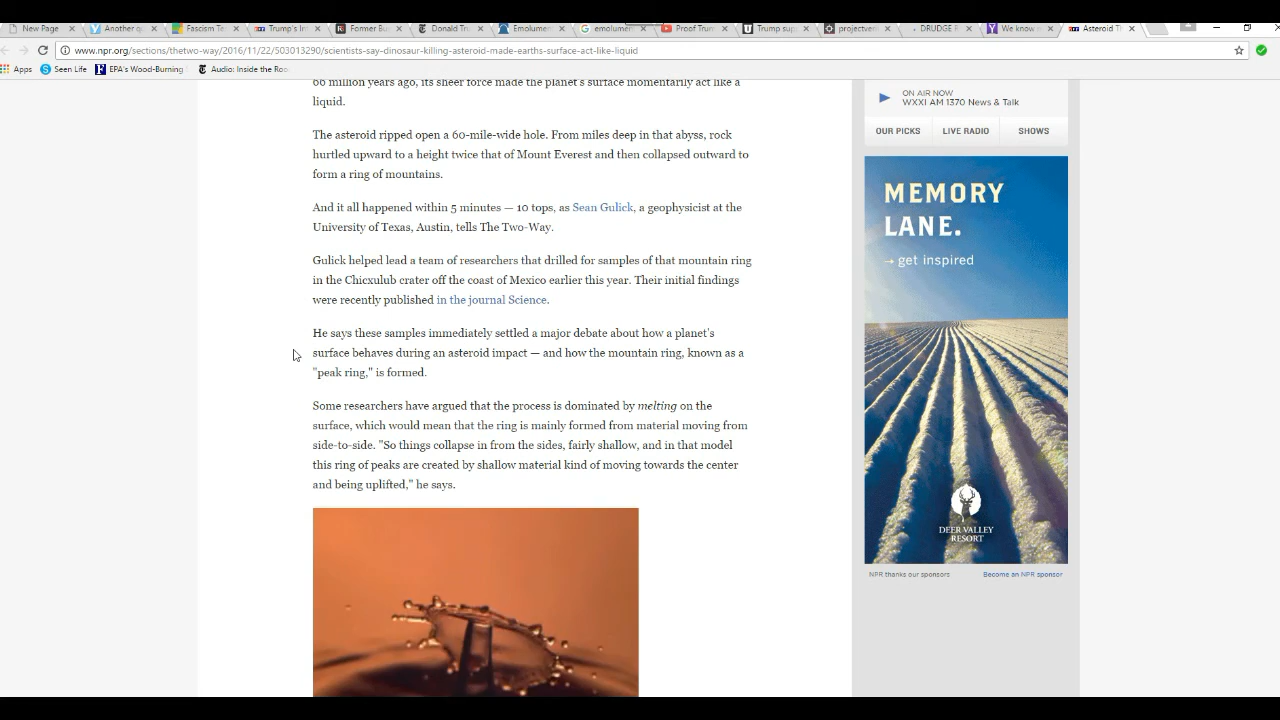 New Page
Another qu
Fascism Te
Trump's In
Former Bu
Donald Tru
Emolumen
emolumen
Proof Trum
Trump sup
projectveri
DRUDGE R
We know n
Asteroid Th
www.npr.org/sections/thetwo-way/2016/11/22/503013290/scientists-say-dinosaur-killing-asteroid-made-earths-surface-act-like-liquid
Apps
Seen Life
EPA's Wood-Burning
Audio: Inside the Roo
66 million years ago, its sheer force made the planet's surface momentarily act like a
liquid.
The asteroid ripped open a 60-mile-wide hole. From miles deep in that abyss, rock
hurtled upward to a height twice that of Mount Everest and then collapsed outward to
form a ring of mountains.
And it all happened within 5 minutes — 10 tops, as Sean Gulick, a geophysicist at the
University of Texas, Austin, tells The Two-Way.
Gulick helped lead a team of researchers that drilled for samples of that mountain ring
in the Chicxulub crater off the coast of Mexico earlier this year. Their initial findings
were recently published in the journal Science.
He says these samples immediately settled a major debate about how a planet's
surface behaves during an asteroid impact — and how the mountain ring, known as a
"peak ring," is formed.
Some researchers have argued that the process is dominated by melting on the
surface, which would mean that the ring is mainly formed from material moving from
side-to-side. "So things collapse in from the sides, fairly shallow, and in that model
this ring of peaks are created by shallow material kind of moving towards the center
and being uplifted," he says.
ON AIR NOW
WXXI AM 1370 News & Talk
OUR PICKS
LIVE RADIO
SHOWS
MEMORY
LANE.
→ get inspired
DEER VALLEY
RESORT
NPR thanks our sponsors
Become an NPR sponsor